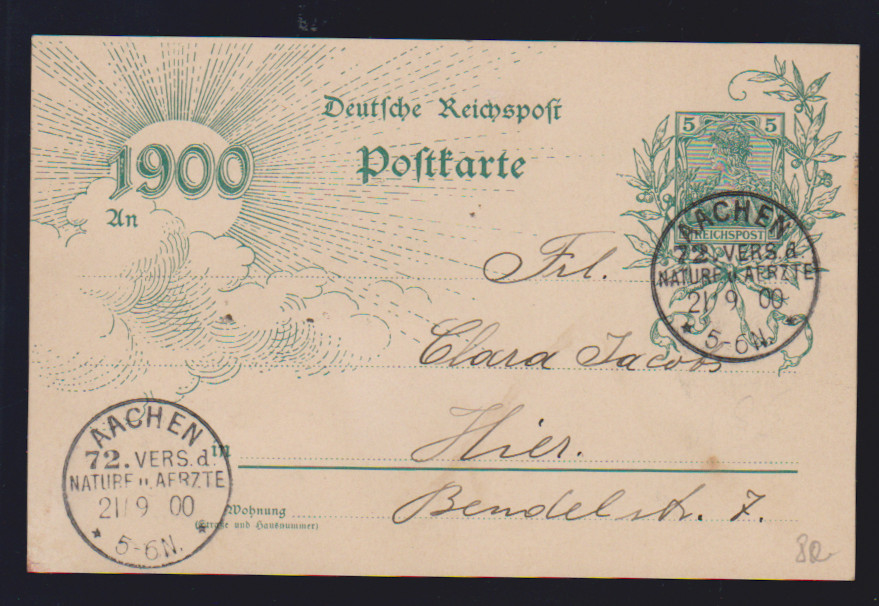 Deutsche Reichspost
Postkarte
1900
An
5 5
REICHSPOST
AACHEN
72. VERS. d.
NATURF. u. AERZTE
21/9 00
* 5-6N. *
Frl.
Clara Jacobs
in Hier.
Wohnung
(Straße und Hausnummer)
Bendelstr. 7.
AACHEN
72. VERS. d.
NATURF. u. AERZTE
21/9 00
* 5-6N. *